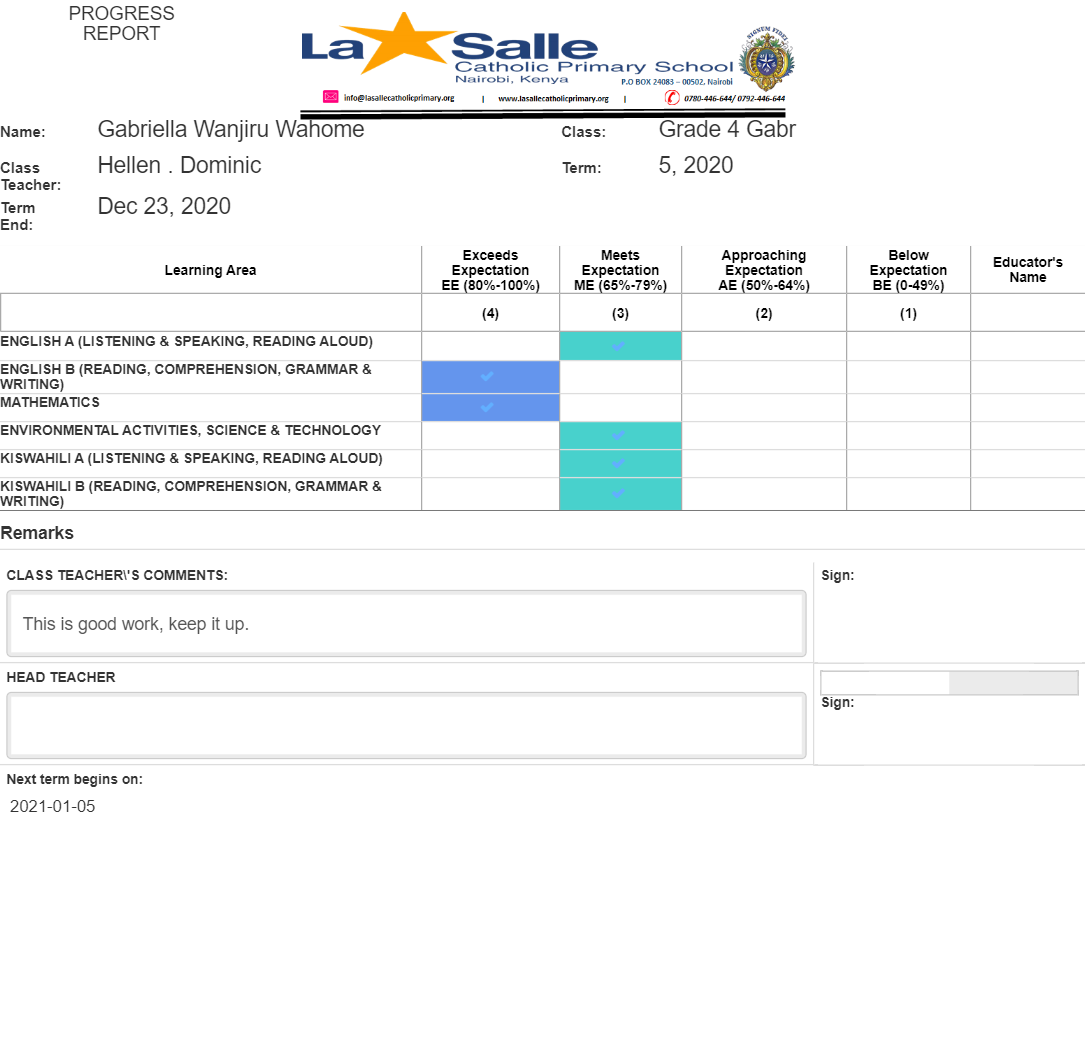 PROGRESS
REPORT
La Salle
Catholic Primary School
Nairobi, Kenya
P.O BOX 24083 – 00502. Nairobi
SIGNUM FIDEI
info@lasallecatholicprimary.org | www.lasallecatholicprimary.org | 0780-446-644/ 0792-446-644
Name: Gabriella Wanjiru Wahome Class: Grade 4 Gabr
Class Teacher: Hellen . Dominic Term: 5, 2020
Term End: Dec 23, 2020
Learning Area
Exceeds Expectation EE (80%-100%)
Meets Expectation ME (65%-79%)
Approaching Expectation AE (50%-64%)
Below Expectation BE (0-49%)
Educator's Name
(4) (3) (2) (1)
ENGLISH A (LISTENING & SPEAKING, READING ALOUD)
ENGLISH B (READING, COMPREHENSION, GRAMMAR &
WRITING)
MATHEMATICS
ENVIRONMENTAL ACTIVITIES, SCIENCE & TECHNOLOGY
KISWAHILI A (LISTENING & SPEAKING, READING ALOUD)
KISWAHILI B (READING, COMPREHENSION, GRAMMAR &
WRITING)
Remarks
CLASS TEACHER\'S COMMENTS: Sign:
This is good work, keep it up.
HEAD TEACHER
Sign:
Next term begins on:
2021-01-05